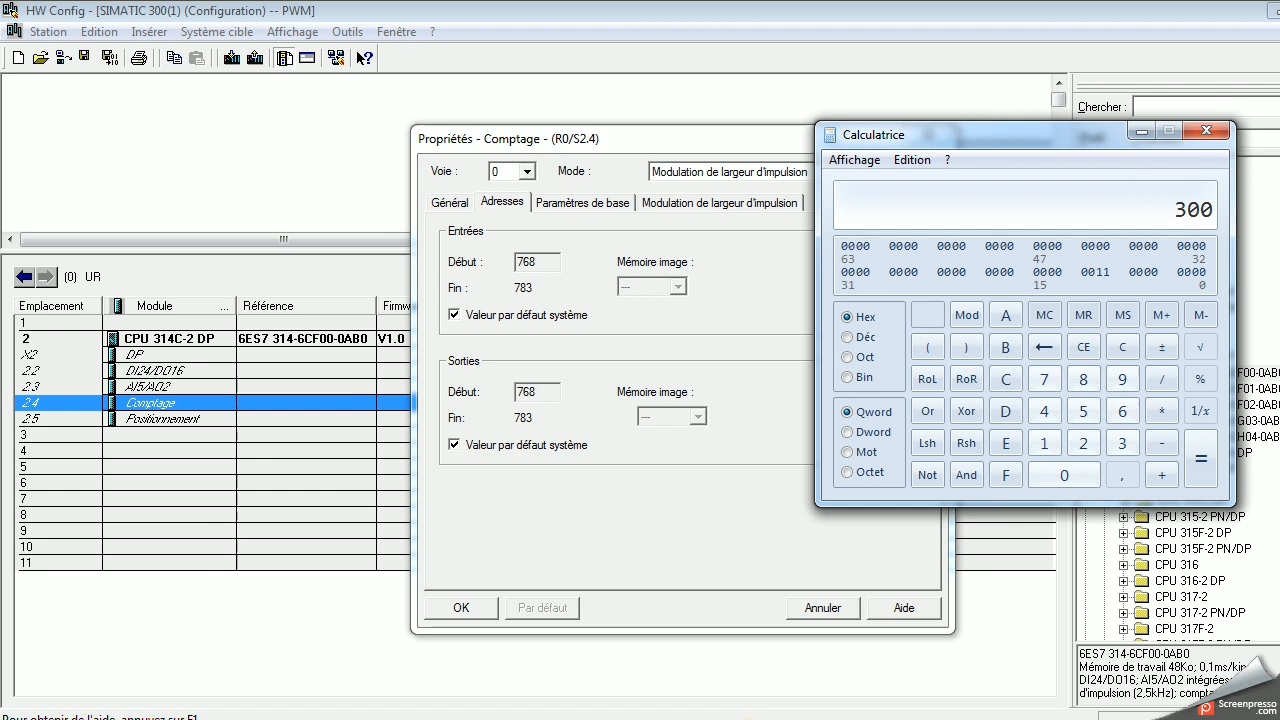 HW Config - [SIMATIC 300(1) (Configuration) -- PWM]
Station Edition Insérer Système cible Affichage Outils Fenêtre ?
Chercher :
(0) UR
Emplacement Module ... Référence Firmw
1
2 CPU 314C-2 DP 6ES7 314-6CF00-0AB0 V1.0
X2 DP
2.2 DI24/DO16
2.3 AI5/AO2
2.4 Comptage
2.5 Positionnement
3
4
5
6
7
8
9
10
11
Propriétés - Comptage - (R0/S2.4)
Voie : 0 Mode : Modulation de largeur d'impulsion
Général Adresses Paramètres de base Modulation de largeur d'impulsion
Entrées
Début : 768 Mémoire image :
Fin : 783 ---
Valeur par défaut système
Sorties
Début : 768 Mémoire image :
Fin: 783 ---
Valeur par défaut système
OK Par défaut Annuler Aide
Calculatrice
Affichage Edition ?
300
0000 0000 0000 0000 0000 0000 0000 0000
63 47 32
0000 0000 0000 0000 0000 0011 0000 0000
31 15 0
Hex Mod A MC MR MS M+ M-
Déc ( ) B ← CE C ± √
Oct
Bin RoL RoR C 7 8 9 / %
Qword Or Xor D 4 5 6 * 1/x
Dword Lsh Rsh E 1 2 3 - =
Mot
Octet Not And F 0 , +
F00-0AB
F01-0AB
F02-0AB
G03-0AB
H04-0AB
DP
CPU 315-2 PN/DP
CPU 315F-2 DP
CPU 315F-2 PN/DP
CPU 316
CPU 316-2 DP
CPU 317-2
CPU 317-2 PN/DP
CPU 317F-2
6ES7 314-6CF00-0AB0
Mémoire de travail 48Ko; 0,1ms/kin
DI24/DO16; AI5/AO2 intégrées
d'impulsion (2,5kHz); compta
Pour obtenir de l'aide, appuyez sur F1.
Screenpresso
.com